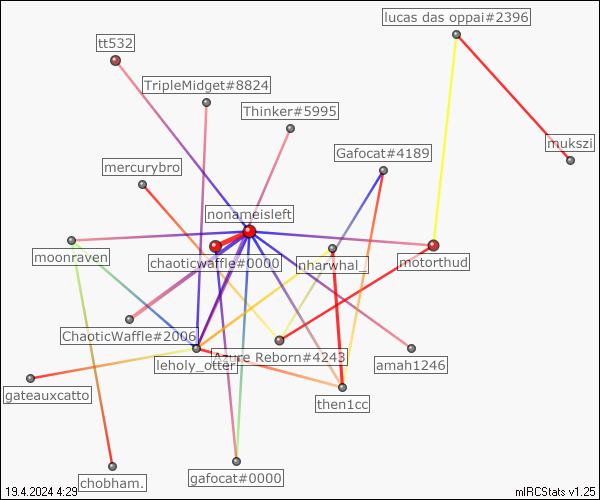 lucas das oppai#2396
tt532
TripleMidget#8824
Thinker#5995
mukszi
Gafocat#4189
mercurybro
nonameisleft
moonraven
chaoticwaffle#0000
nharwhal_
motorthud
ChaoticWaffle#2006
leholy_otter
Azure Reborn#4243
amah1246
gateauxcatto
then1cc
chobham.
gafocat#0000
19.4.2024 4:29
mIRCStats v1.25